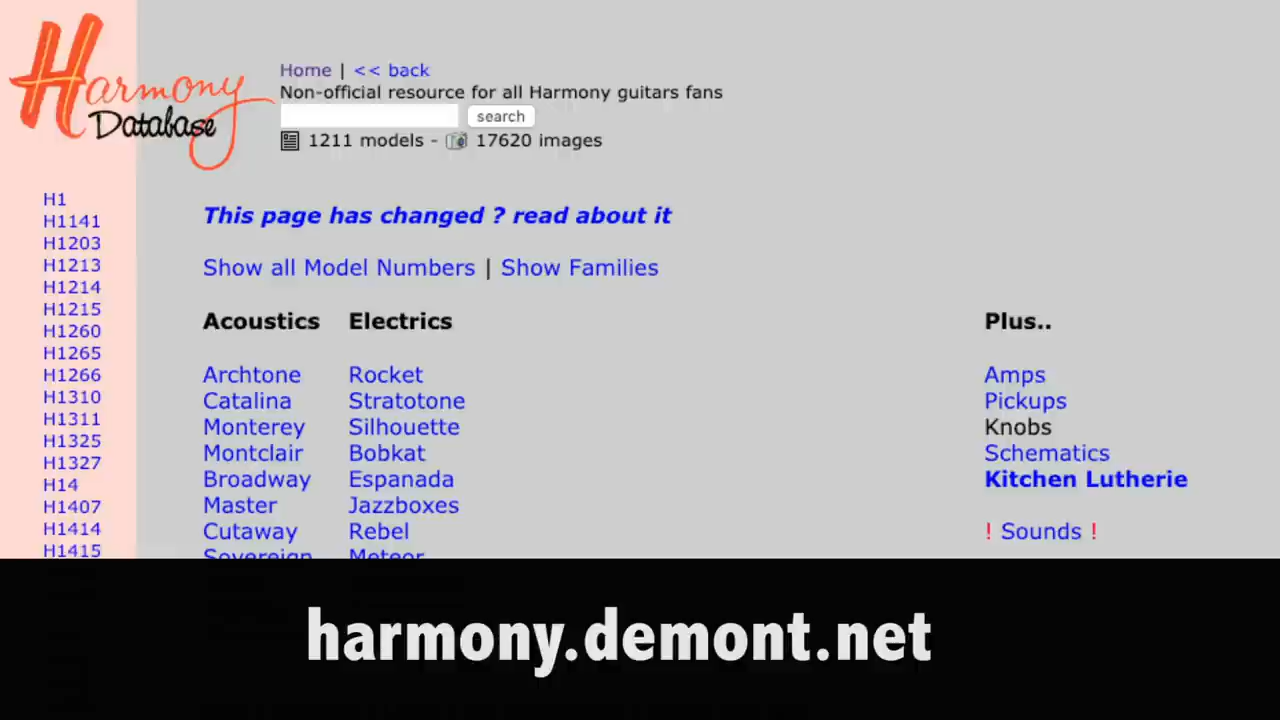 Harmony
Database
Home | << back
Non-official resource for all Harmony guitars fans
search
1211 models - 17620 images
H1
H1141
H1203
H1213
H1214
H1215
H1260
H1265
H1266
H1310
H1311
H1325
H1327
H14
H1407
H1414
H1415
This page has changed ? read about it
Show all Model Numbers | Show Families
Acoustics
Archtone
Catalina
Monterey
Montclair
Broadway
Master
Cutaway
Sovereign
Electrics
Rocket
Stratotone
Silhouette
Bobkat
Espanada
Jazzboxes
Rebel
Meteor
Plus..
Amps
Pickups
Knobs
Schematics
Kitchen Lutherie
! Sounds !
harmony.demont.net